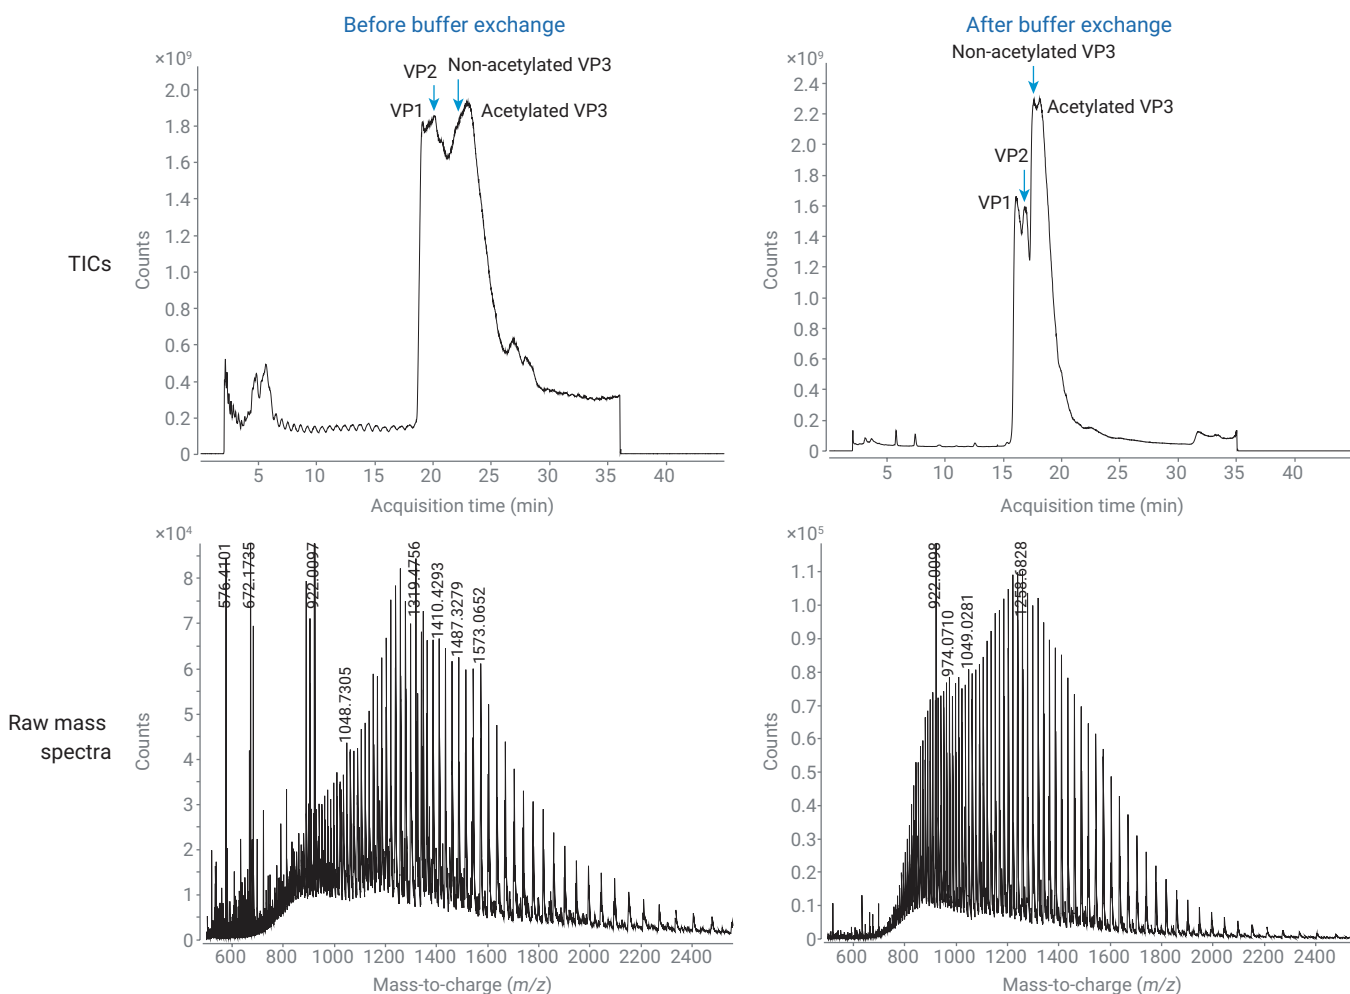 Before buffer exchange
After buffer exchange
TICs
×10⁹
2.0
1.8
1.6
1.4
1.2
1.0
0.8
0.6
0.4
0.2
0
Counts
VP1
VP2
Non-acetylated VP3
Acetylated VP3
5 10 15 20 25 30 35 40
Acquisition time (min)
×10⁹
2.4
2.2
2.0
1.8
1.6
1.4
1.2
1.0
0.8
0.6
0.4
0.2
0
Counts
Non-acetylated VP3
Acetylated VP3
VP2
VP1
5 10 15 20 25 30 35 40
Acquisition time (min)
Raw mass
spectra
×10⁴
8
7
6
5
4
3
2
1
0
Counts
576.4101
672.1735
922.0097
1048.7305
1319.4756
1410.4293
1487.3279
1573.0652
600 800 1000 1200 1400 1600 1800 2000 2200 2400
Mass-to-charge (m/z)
×10⁵
1.1
1.0
0.9
0.8
0.7
0.6
0.5
0.4
0.3
0.2
0.1
0
Counts
922.0098
974.0710
1049.0281
1258.6828
600 800 1000 1200 1400 1600 1800 2000 2200 2400
Mass-to-charge (m/z)